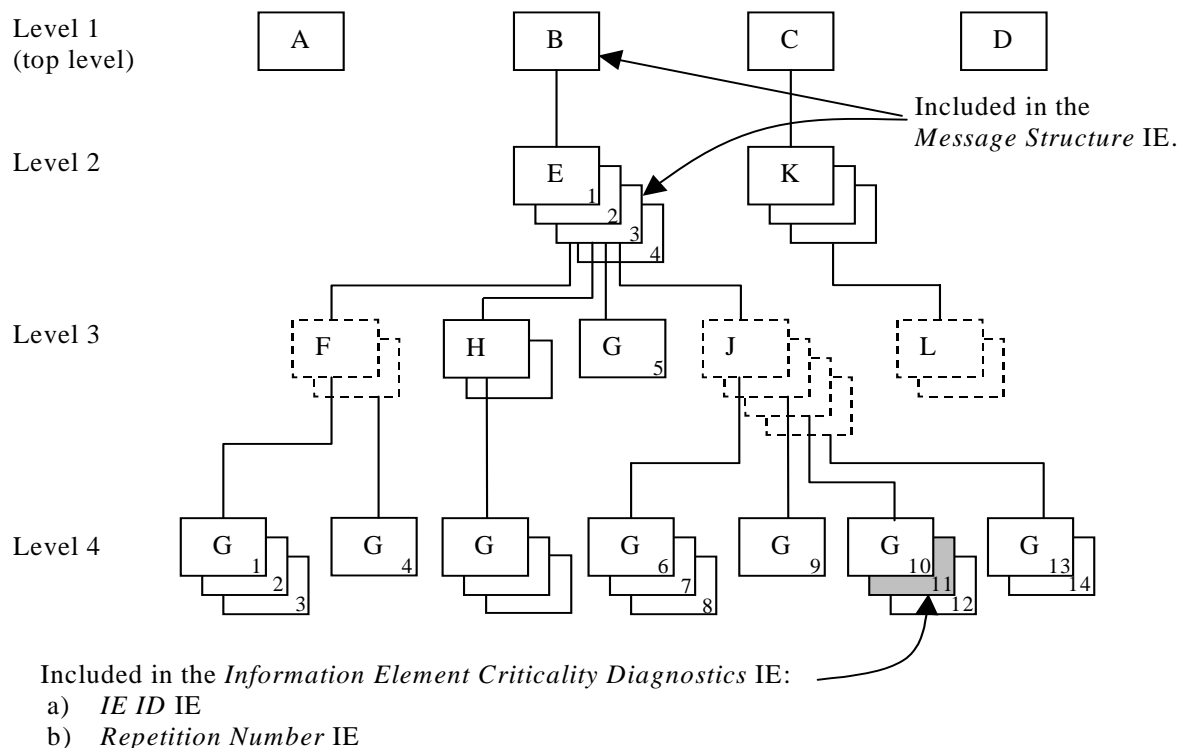 Level 1
(top level)
A
B
C
D
Included in the
Message Structure IE.
Level 2
E
1
2
3
4
K
Level 3
F
H
G
5
J
L
Level 4
G
1
2
3
G
4
G
G
6
7
8
G
9
G
10
11
12
G
13
14
Included in the Information Element Criticality Diagnostics IE:
a) IE ID IE
b) Repetition Number IE